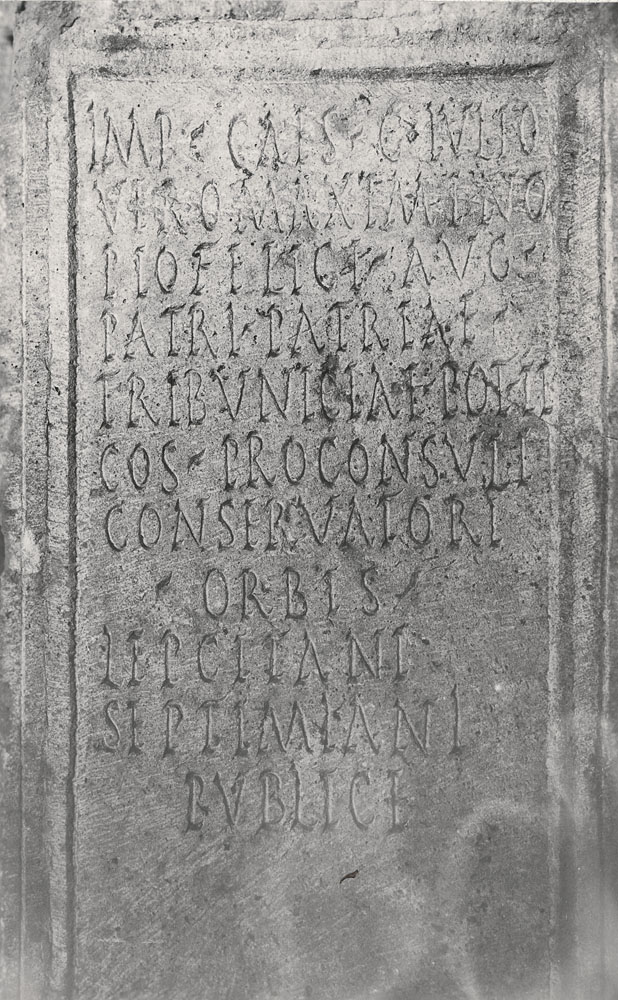 IMP · CAES · C · IVLIO
VERO MAXIMINO
PIO FELICI · AVG ·
PATRI · PATRIAE ·
TRIBVNICIAE POT II
COS · PROCONSVLI
CONSERVATORI
· ORBIS ·
LEPCITANI
SEPTIMIANI
PVBLICE